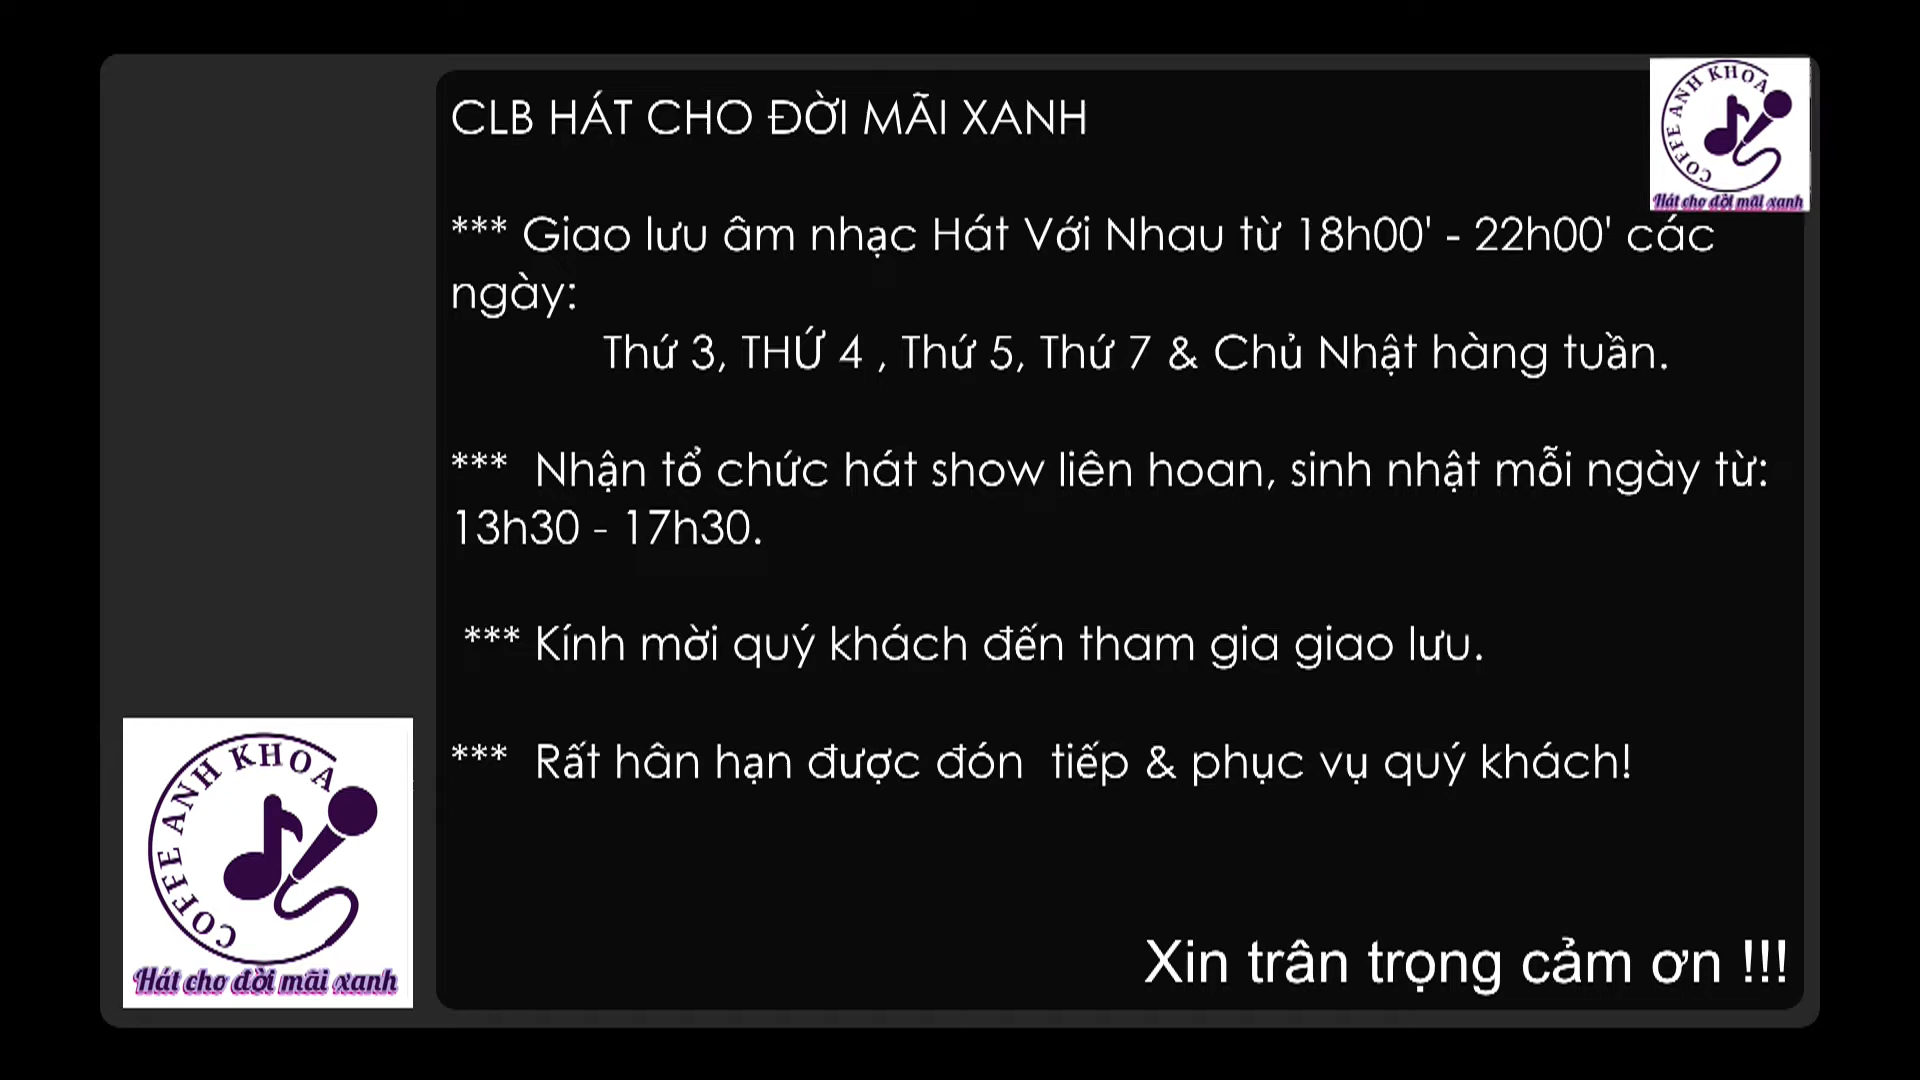 CLB HÁT CHO ĐỜI MÃI XANH
COFFE ANH KHOA
Hát cho đời mãi xanh
*** Giao lưu âm nhạc Hát Với Nhau từ 18h00' - 22h00' các
ngày:
Thứ 3, THỨ 4 , Thứ 5, Thứ 7 & Chủ Nhật hàng tuần.
***  Nhận tổ chức hát show liên hoan, sinh nhật mỗi ngày từ:
13h30 - 17h30.
*** Kính mời quý khách đến tham gia giao lưu.
***  Rất hân hạn được đón  tiếp & phục vụ quý khách!
COFFE ANH KHOA
Hát cho đời mãi xanh
Xin trân trọng cảm ơn !!!